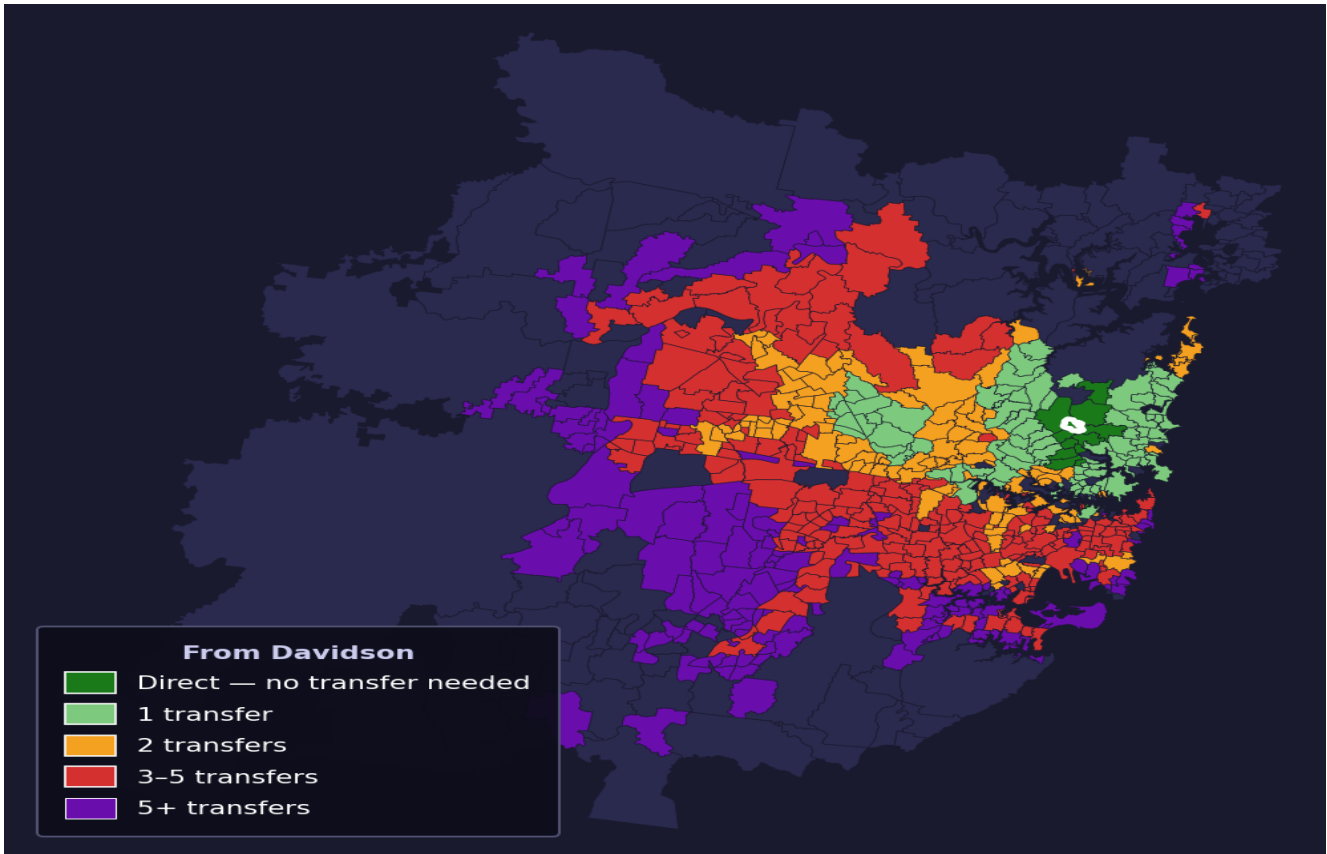 From Davidson
Direct — no transfer needed
1 transfer
2 transfers
3–5 transfers
5+ transfers